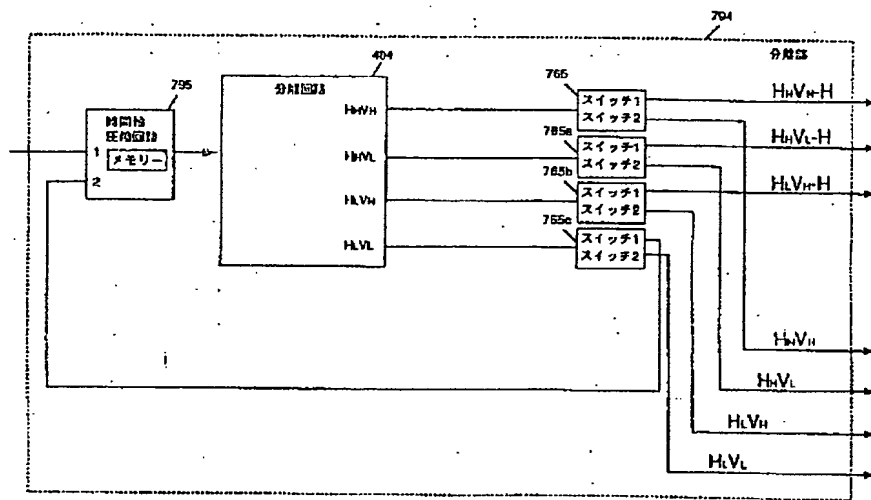 794
分離部
404
分離回路
795
時間軸
圧縮回路
メモリー
1
2
HHVH
HHVL
HLVH
HLVL
765
スイッチ1
スイッチ2
765a
スイッチ1
スイッチ2
765b
スイッチ1
スイッチ2
765c
スイッチ1
スイッチ2
HHVH-H
HHVL-H
HLVH-H
HHVH
HHVL
HLVH
HLVL